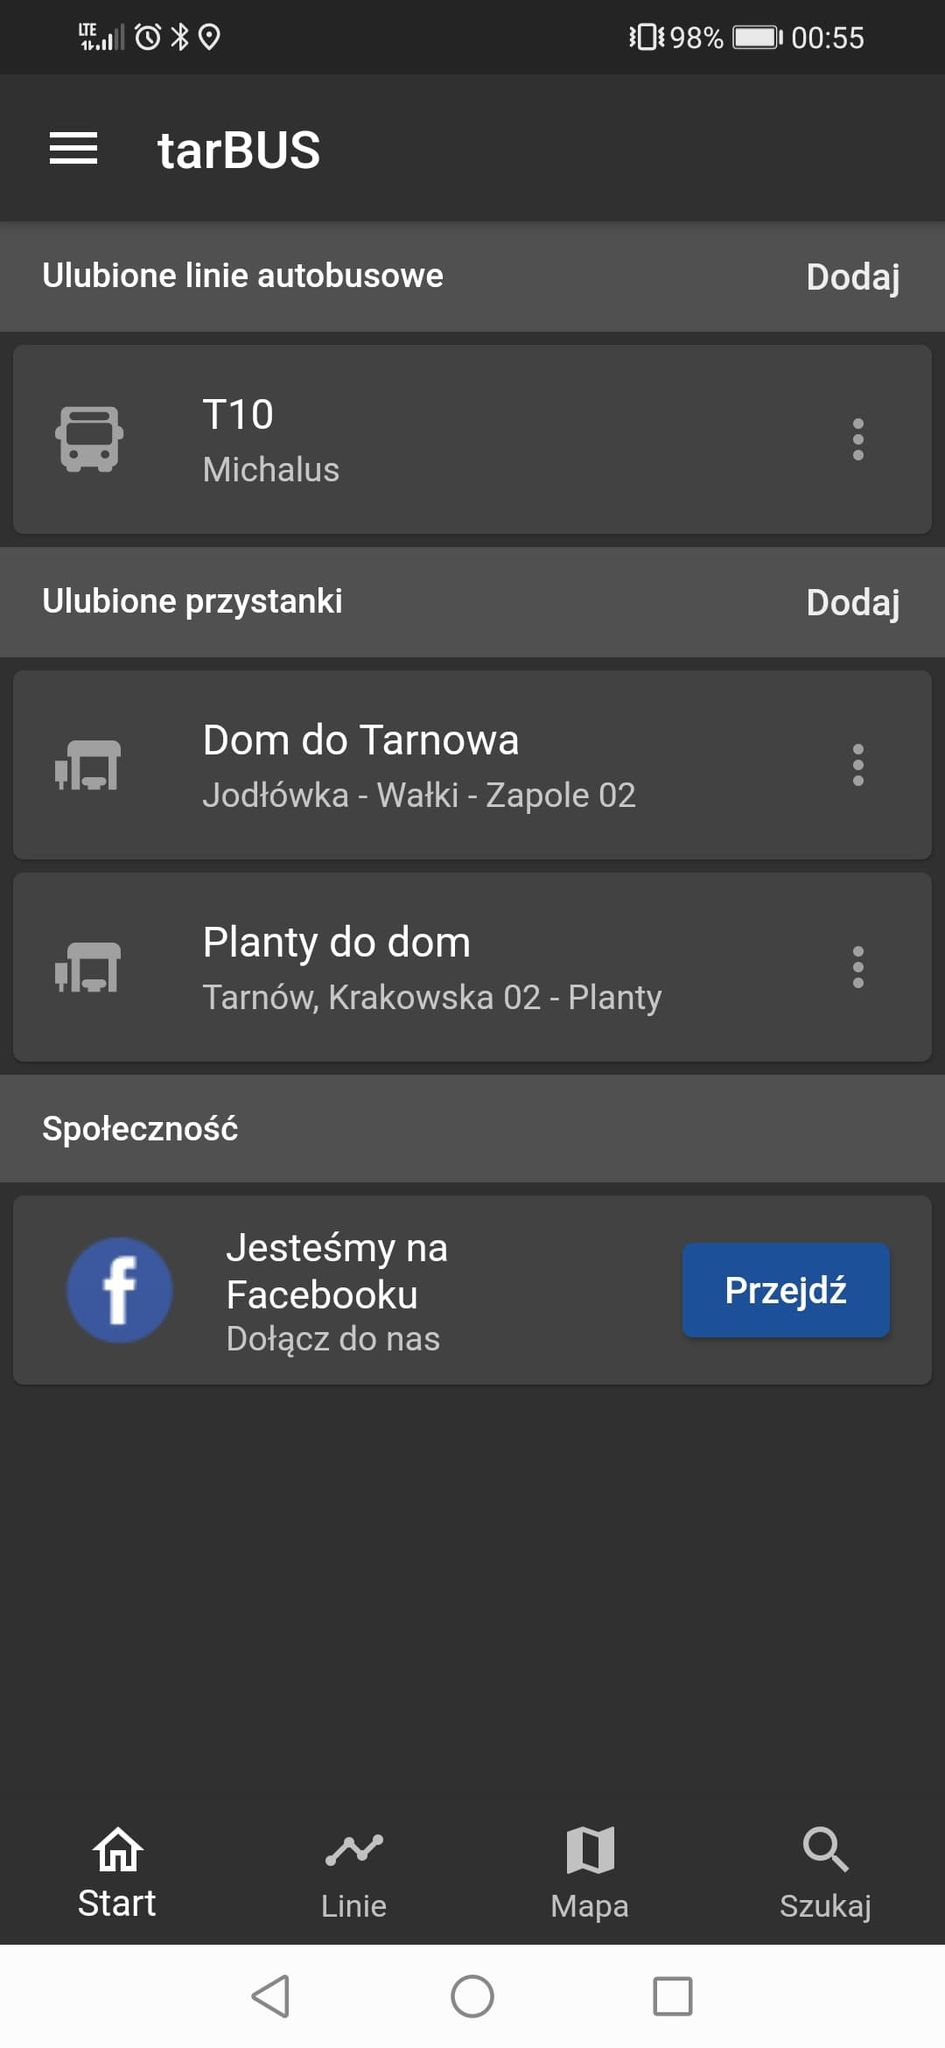 LTE
98%
00:55
tarBUS
Ulubione linie autobusowe
Dodaj
T10
Michalus
Ulubione przystanki
Dodaj
Dom do Tarnowa
Jodłówka - Wałki - Zapole 02
Planty do dom
Tarnów, Krakowska 02 - Planty
Społeczność
f
Jesteśmy na
Facebooku
Dołącz do nas
Przejdź
Start
Linie
Mapa
Szukaj